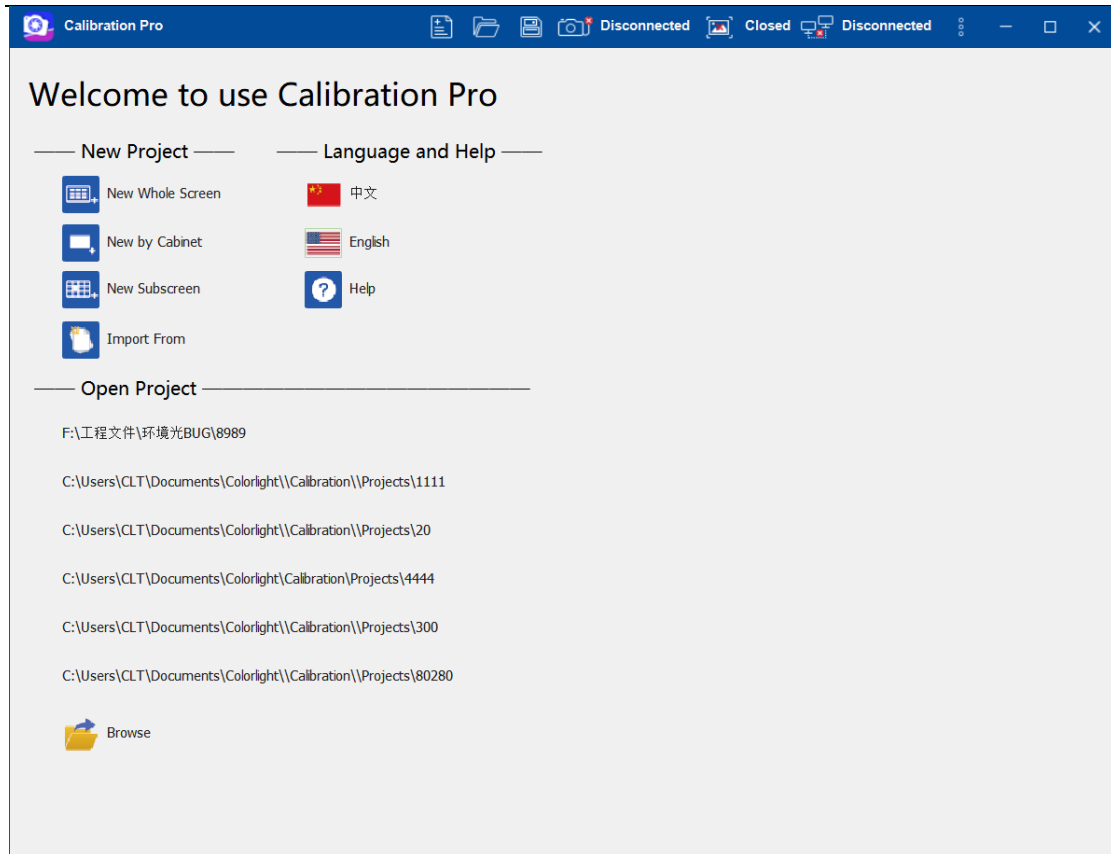 Calibration Pro Disconnected Closed Disconnected
Welcome to use Calibration Pro
New Project Language and Help
New Whole Screen 中文
New by Cabinet English
New Subscreen Help
Import From
Open Project
F:\工程文件\环境光BUG\8989
C:\Users\CLT\Documents\Colorlight\\Calibration\\Projects\1111
C:\Users\CLT\Documents\Colorlight\\Calibration\\Projects\20
C:\Users\CLT\Documents\Colorlight\Calibration\Projects\4444
C:\Users\CLT\Documents\Colorlight\\Calibration\\Projects\300
C:\Users\CLT\Documents\Colorlight\\Calibration\\Projects\80280
Browse